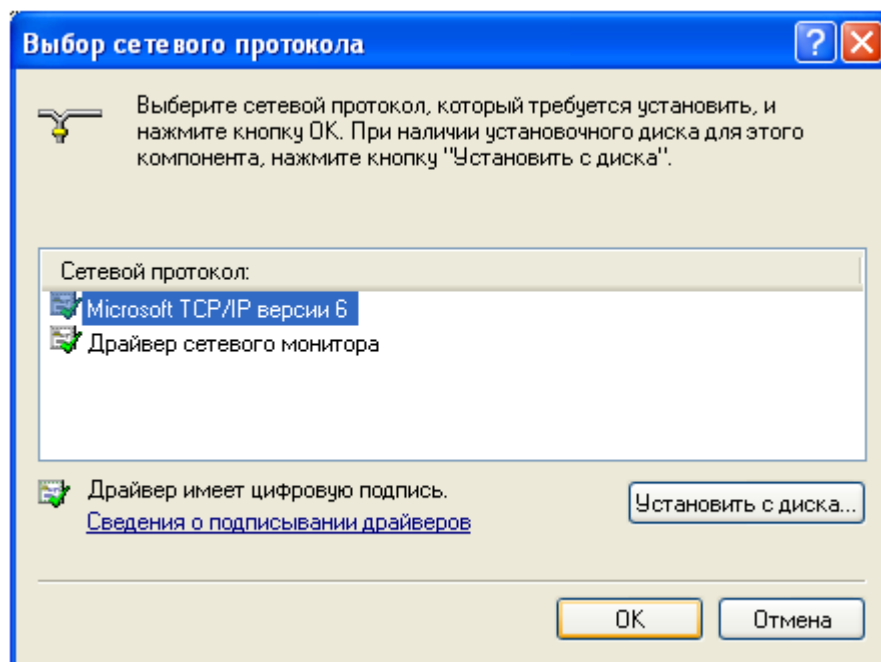 Выбор сетевого протокола
Выберите сетевой протокол, который требуется установить, и
нажмите кнопку ОК. При наличии установочного диска для этого
компонента, нажмите кнопку "Установить с диска".
Сетевой протокол:
Microsoft TCP/IP версии 6
Драйвер сетевого монитора
Драйвер имеет цифровую подпись.
Сведения о подписывании драйверов
Установить с диска...
ОК
Отмена